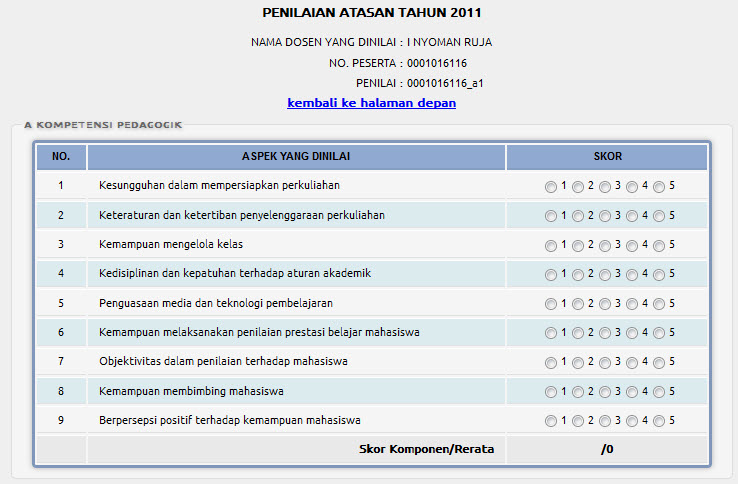 PENILAIAN ATASAN TAHUN 2011
NAMA DOSEN YANG DINILAI : I NYOMAN RUJA
NO. PESERTA : 0001016116
PENILAI : 0001016116_a1
kembali ke halaman depan
A KOMPETENSI PEDAGOGIK
NO. ASPEK YANG DINILAI SKOR
1 Kesungguhan dalam mempersiapkan perkuliahan 1 2 3 4 5
2 Keteraturan dan ketertiban penyelenggaraan perkuliahan 1 2 3 4 5
3 Kemampuan mengelola kelas 1 2 3 4 5
4 Kedisiplinan dan kepatuhan terhadap aturan akademik 1 2 3 4 5
5 Penguasaan media dan teknologi pembelajaran 1 2 3 4 5
6 Kemampuan melaksanakan penilaian prestasi belajar mahasiswa 1 2 3 4 5
7 Objektivitas dalam penilaian terhadap mahasiswa 1 2 3 4 5
8 Kemampuan membimbing mahasiswa 1 2 3 4 5
9 Berpersepsi positif terhadap kemampuan mahasiswa 1 2 3 4 5
Skor Komponen/Rerata /0